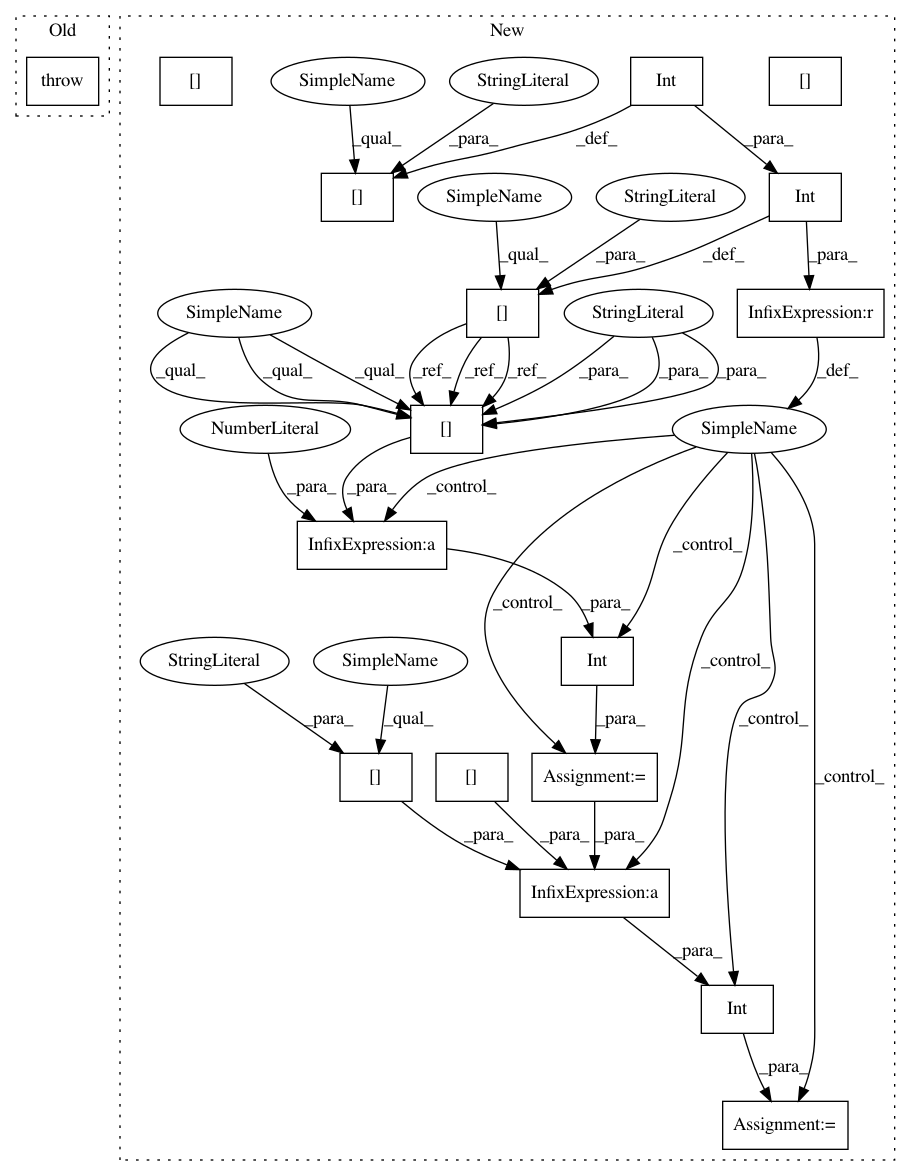 Old
New
throw
[]
SimpleName
StringLiteral
Int
[]
_qual_
_para_
_def_
_para_
[]
SimpleName
StringLiteral
Int
_qual_
_para_
_def_
_para_
SimpleName
[]
StringLiteral
InfixExpression:r
_qual_
_qual_
_qual_
_ref_
_ref_
_ref_
_para_
_para_
_para_
_def_
NumberLiteral
[]
SimpleName
_para_
_para_
_control_
InfixExpression:a
_control_
_control_
_para_
StringLiteral
SimpleName
Int
_control_
_para_
_qual_
_para_
_control_
[]
[]
Assignment:=
_control_
_para_
_para_
_para_
InfixExpression:a
_para_
Int
_para_
Assignment:=